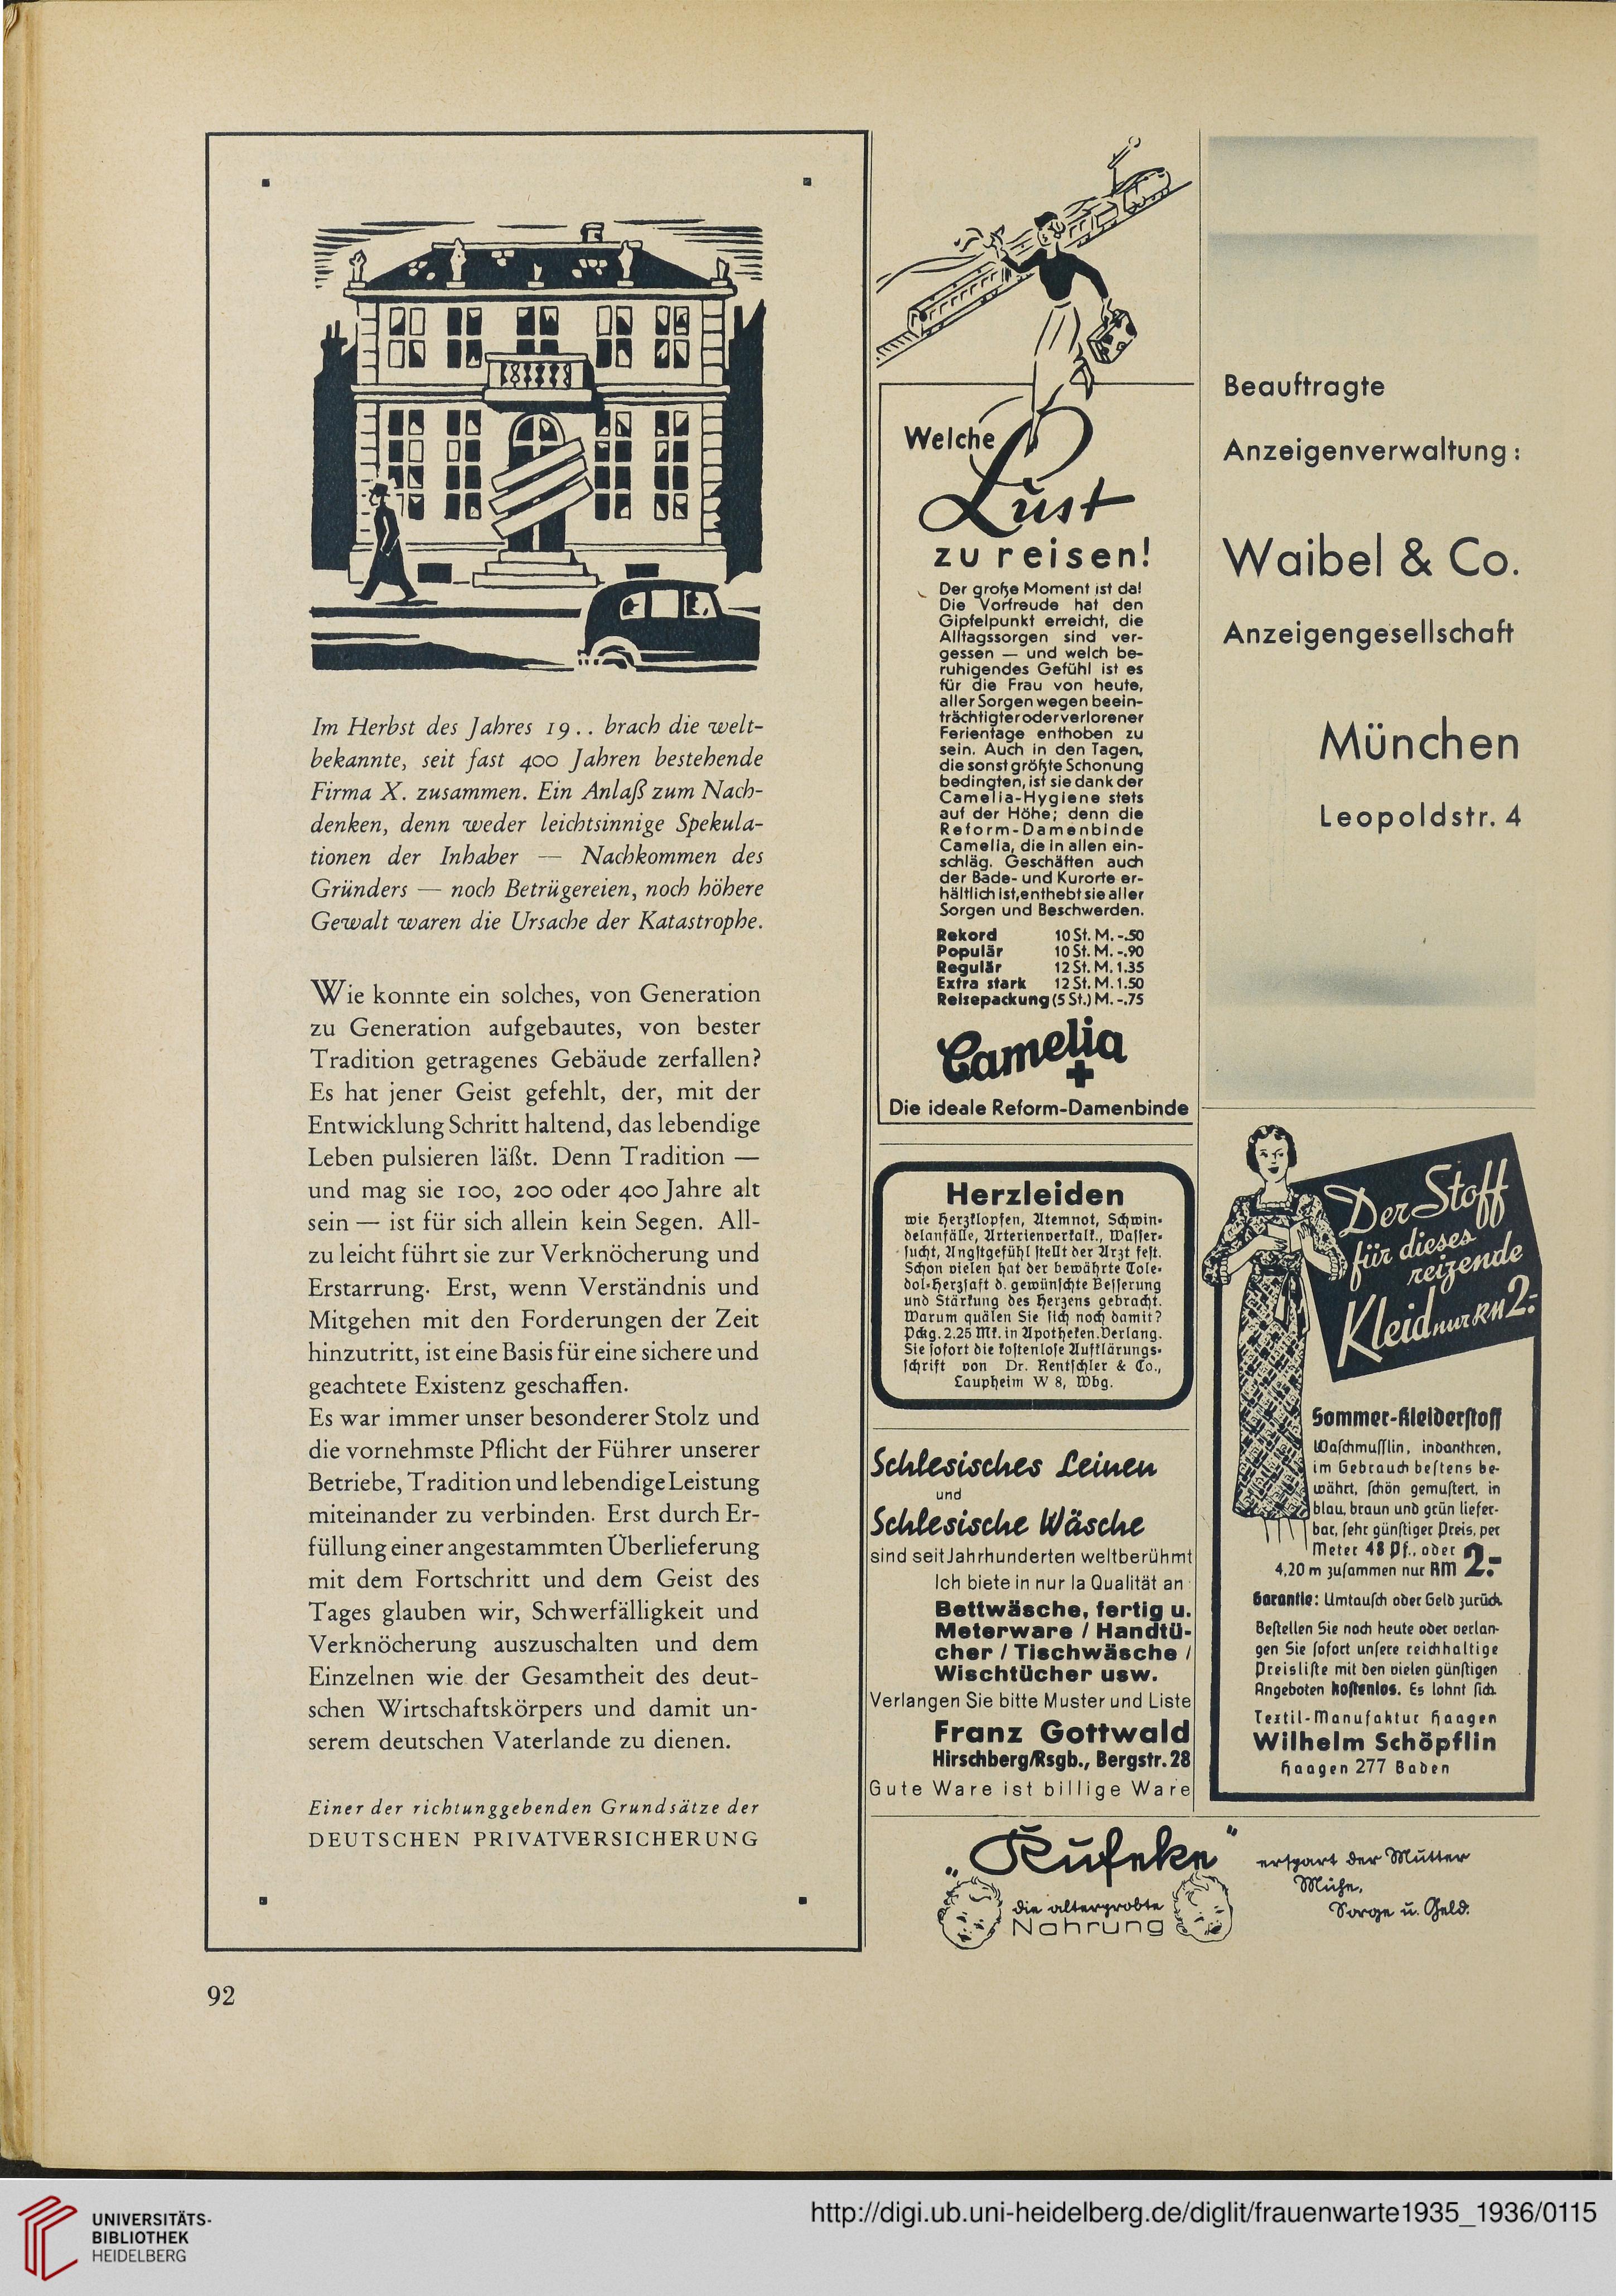 Im Herbst des Jahres 19.. brach die welt-
bekannte, seit fast 400 Jahren bestehende
Firma X. zusammen. Ein Anlaß zum Nach-
denken, denn weder leichtsinnige Spekula-
tionen der Inhaber — Nachkommen des
Gründers — noch Betrügereien, noch höhere
Gewalt waren die Ursache der Katastrophe.
Wie konnte ein solches, von Generation
zu Generation aufgebautes, von bester
Tradition getragenes Gebäude zerfallen?
Es hat jener Geist gefehlt, der, mit der
Entwicklung Schritt haltend, das lebendige
Leben pulsieren läßt. Denn Tradition —
und mag sie 100, 200 oder 400 Jahre alt
sein — ist für sich allein kein Segen. All-
zu leicht führt sie zur Verknöcherung und
Erstarrung. Erst, wenn Verständnis und
Mitgehen mit den Forderungen der Zeit
hinzutritt, ist eine Basis für eine sichere und
geachtete Existenz geschaffen.
Es war immer unser besonderer Stolz und
die vornehmste Pflicht der Führer unserer
Betriebe, Tradition und lebendige Leistung
miteinander zu verbinden. Erst durch Er-
füllung einer angestammten Überlieferung
mit dem Fortschritt und dem Geist des
Tages glauben wir, Schwerfälligkeit und
Verknöcherung auszuschalten und dem
Einzelnen wie der Gesamtheit des deut-
schen Wirtschaftskörpers und damit un-
serem deutschen Vaterlande zu dienen.
Einer der richtunggebenden Grundsätze der
DEUTSCHEN PRIVATVERSICHERUNG
92
Welche
Lust
zu reisen!
Der große Moment ist da!
Die Vorfreude hat den
Gipfelpunkt erreicht, die
Alltagssorgen sind ver-
gessen — und welch be-
ruhigendes Gefühl ist es
für die Frau von heute,
aller Sorgen wegen beein-
trächtigter oder verlorener
Ferientage enthoben zu
sein. Auch in den Tagen,
die sonst größte Schonung
bedingten, ist sie dank der
Camelia-Hygiene stets
auf der Höhe; denn die
Reform-Damenbinde
Camelia, die in allen ein-
schläg. Geschäften auch
der Bade- und Kurorte er-
hältlich ist, enthebt sie aller
Sorgen und Beschwerden.
Rekord 10 St. M. -.50
Populär 10 St. M. -.90
Regulär 12 St. M. 1.35
Extra stark 12 St. M. 1.50
Reisepackung (5 St.) M. -.75
Camelia
Die ideale Reform-Damenbinde
Herzleiden
wie Herzklopfen, Atemnot, Schwin-
delanfälle, Arterienverkalk., Wasser-
sucht, Angstgefühl stellt der Arzt fest.
Schon vielen hat der bewährte Tole-
dol-Herzsaft d. gewünschte Besserung
und Stärkung des Herzens gebracht.
Warum quälen Sie sich noch damit?
Pckg. 2.25 Mk. in Apotheken. Verlang.
Sie sofort die kostenlose Aufklärungs-
schrift von Dr. Rentschler & Co.,
Laupheim W 8, Wbg.
Schlesisches Leinen
und
Schlesische Wäsche
sind seit Jahrhunderten weltberühmt
Ich biete in nur Ia Qualität an
Bettwäsche, fertig u.
Meterware / Handtü-
cher / Tischwäsche /
Wischtücher usw.
Verlangen Sie bitte Muster und Liste
Franz Gottwald
Hirschberg/Rsgb., Bergstr. 28
Gute Ware ist billige Ware
Beauftragte
Anzeigenverwaltung:
Waibel & Co.
Anzeigengesellschaft
München
Leopoldstr. 4
Der Stoff
für dieses
reizende
Kleid nur RM 2.-
Sommer-Kleiderstoff
Waschmusslin, indanthren,
im Gebrauch bestens be-
währt, schön gemustert, in
blau, braun und grün liefer-
bar, sehr günstiger Preis, per
Meter 48 Pf., oder
4,20 m zusammen nur RM 2.-
Garantie: Umtausch oder Geld zurück.
Bestellen Sie noch heute oder verlan-
gen Sie sofort unsere reichhaltige
Preisliste mit den vielen günstigen
Angeboten kostenlos. Es lohnt sich.
Textil-Manufaktur Haagen
Wilhelm Schöpflin
Haagen 277 Baden
„Kufeke"
die alterprobte
Nahrung
erspart der Mutter
Mühe,
Sorge u. Geld.
UNIVERSITÄTS-
BIBLIOTHEK
HEIDELBERG
http://digi.ub.uni-heidelberg.de/diglit/frauenwarte1935_1936/0115